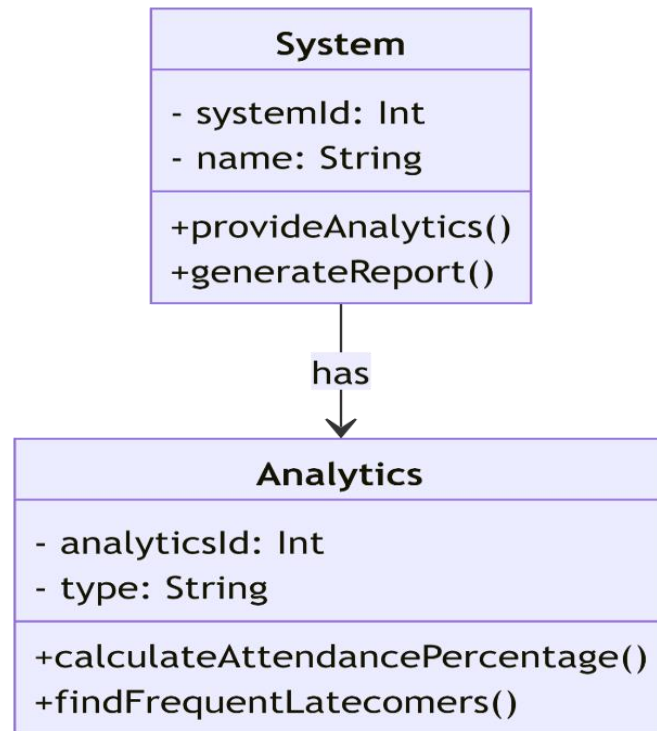 System
- systemId: Int
- name: String
+provideAnalytics()
+generateReport()
has
Analytics
- analyticsId: Int
- type: String
+calculateAttendancePercentage()
+findFrequentLatecomers()